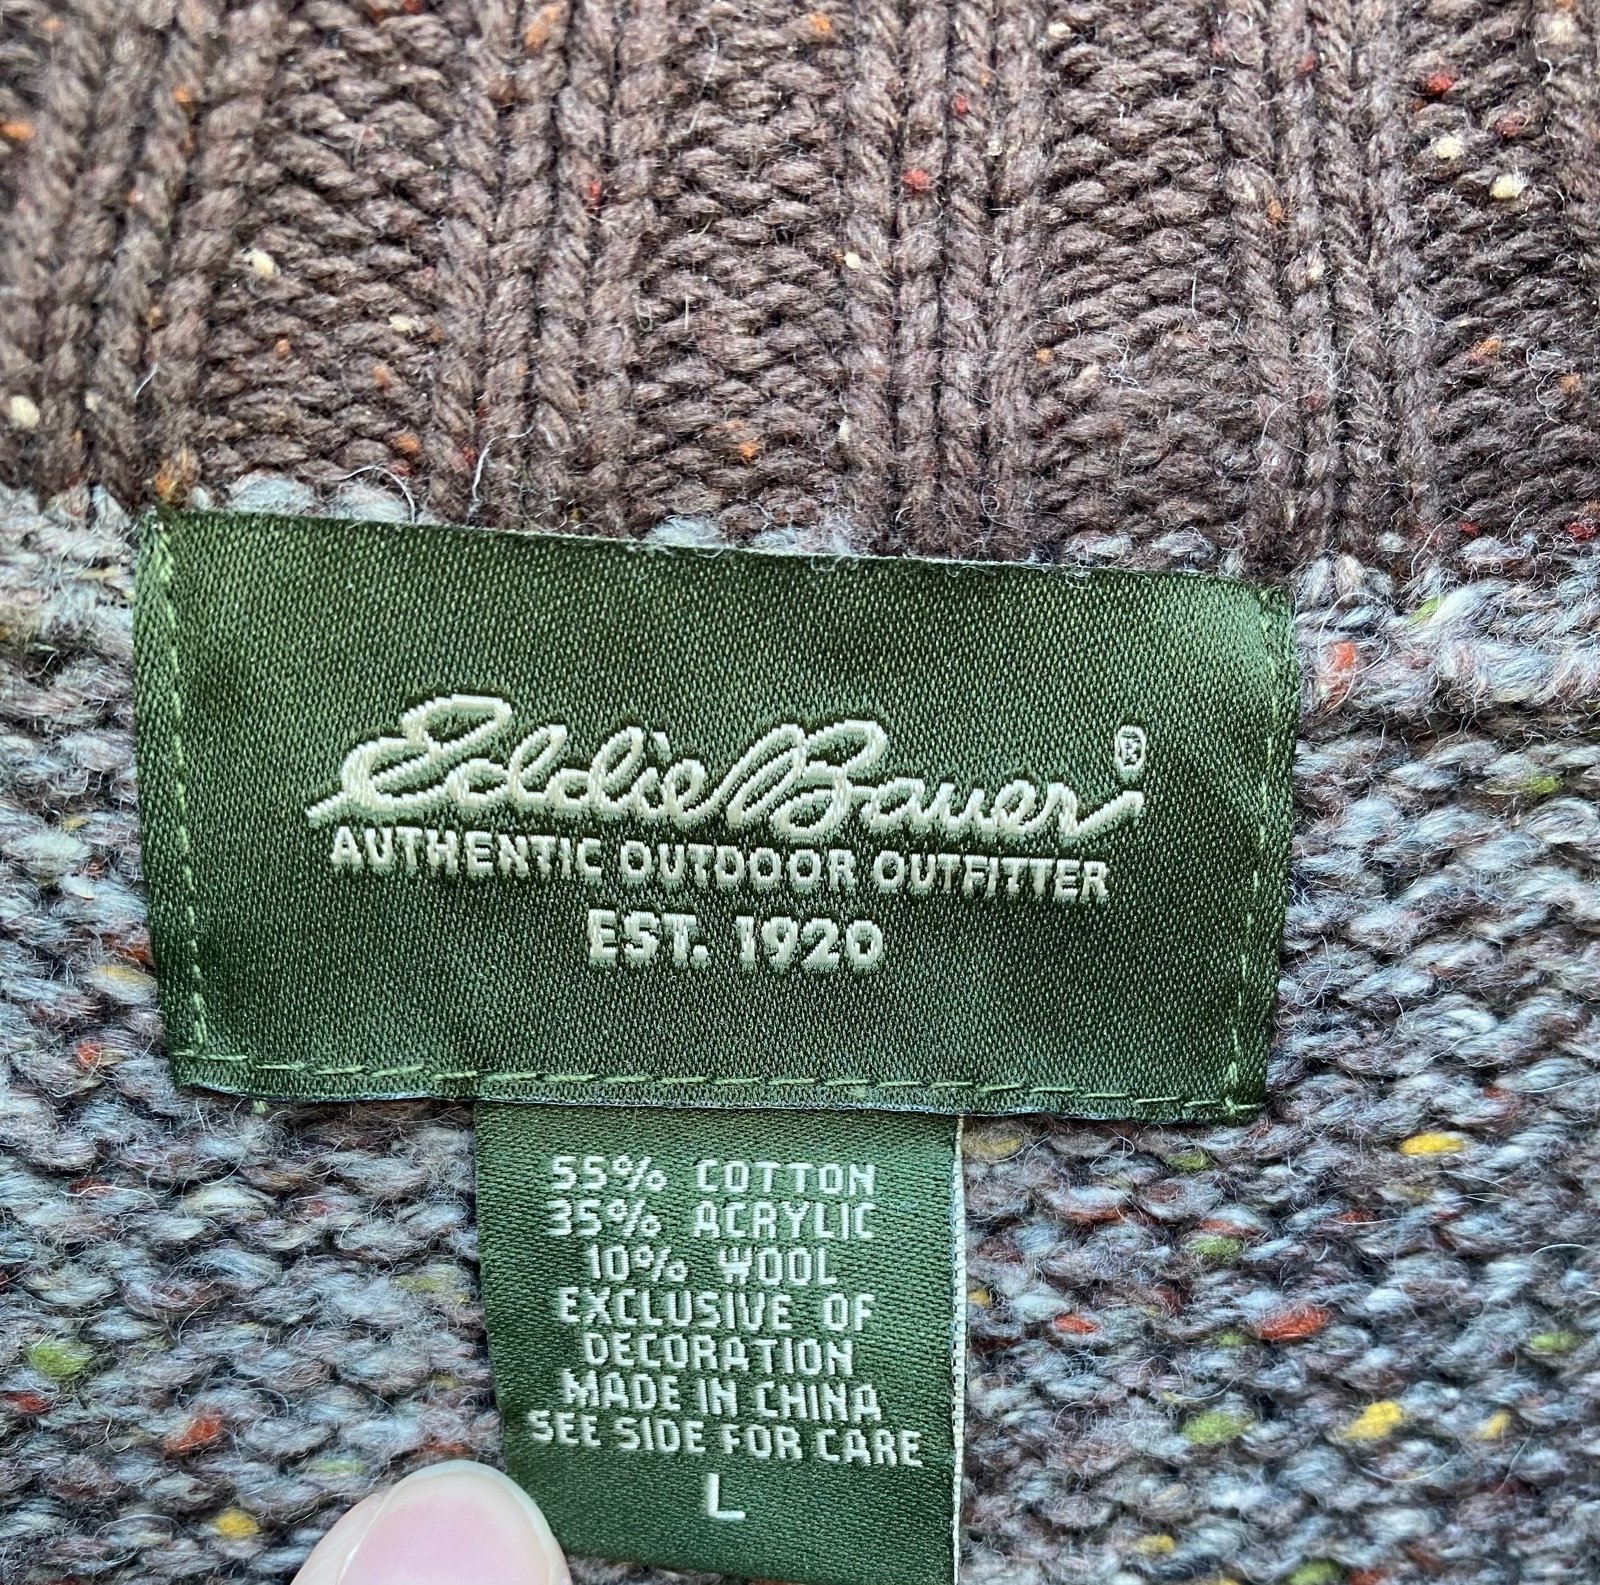 Eddie Bauer®
AUTHENTIC OUTDOOR OUTFITTER
EST. 1920
55% COTTON
35% ACRYLIC
10% WOOL
EXCLUSIVE OF
DECORATION
MADE IN CHINA
SEE SIDE FOR CARE
L